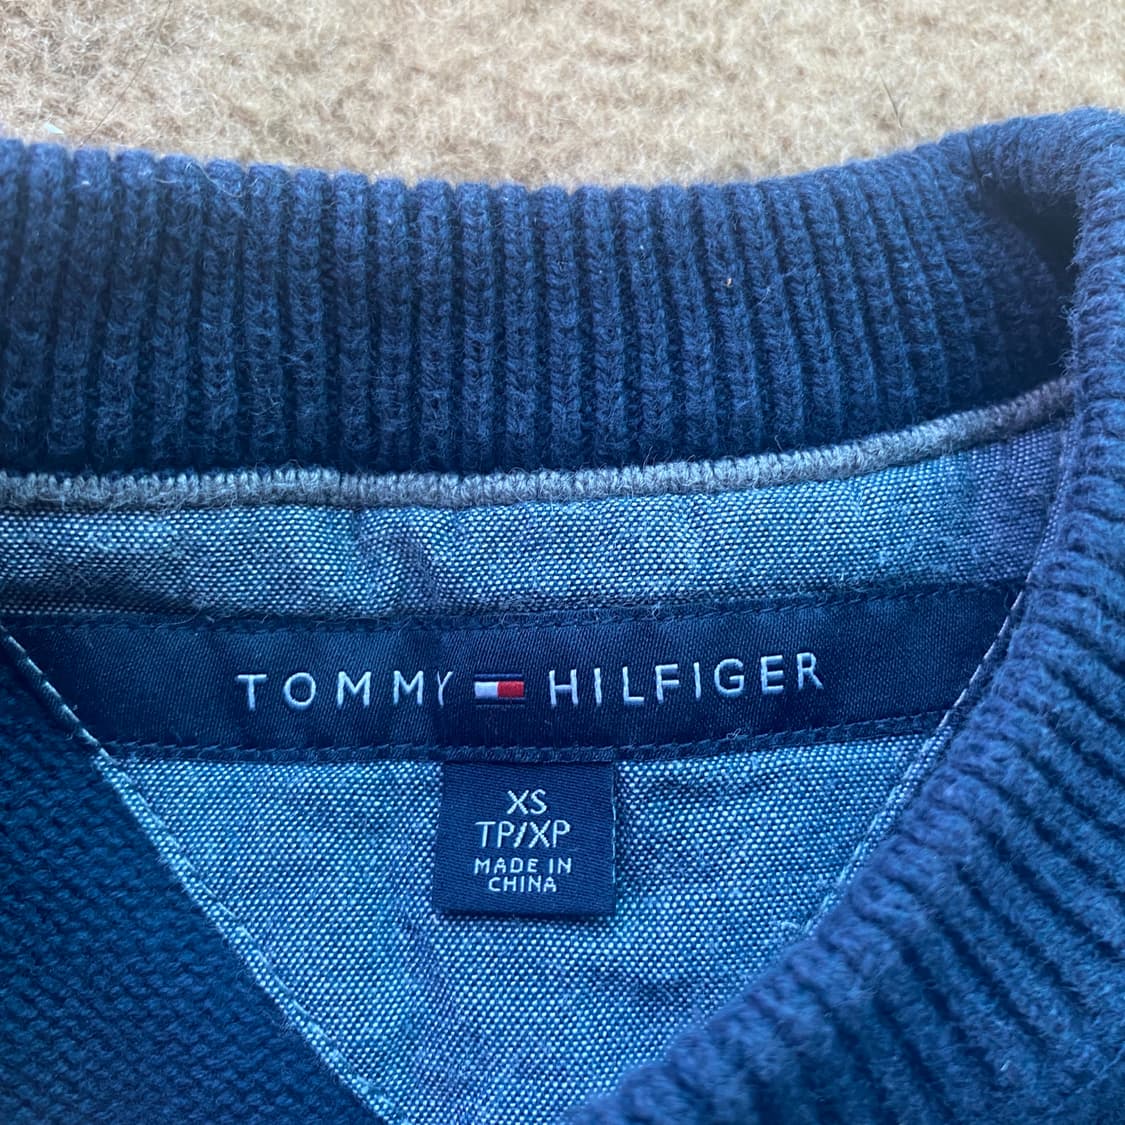 TOMMY HILFIGER
XS
TP/XP
MADE IN
CHINA